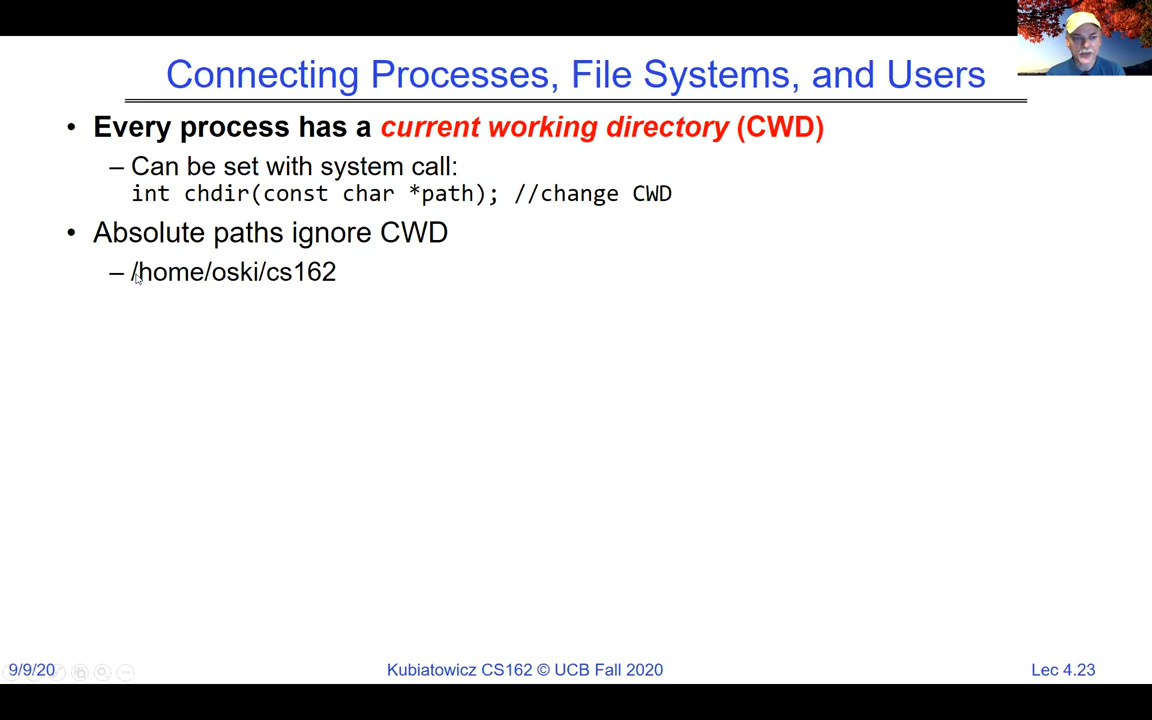 Connecting Processes, File Systems, and Users
• Every process has a current working directory (CWD)
– Can be set with system call:
int chdir(const char *path); //change CWD
• Absolute paths ignore CWD
– /home/oski/cs162
9/9/20
Kubiatowicz CS162 © UCB Fall 2020
Lec 4.23